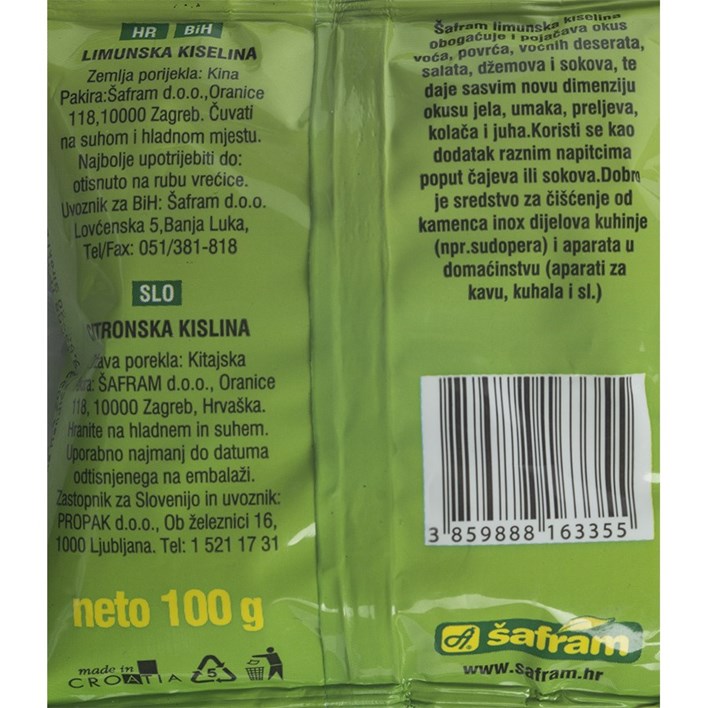 HR BiH
LIMUNSKA KISELINA
Zemlja porijekla: Kina
Pakira:Šafram d.o.o.,Oranice
118,10000 Zagreb. Čuvati
na suhom i hladnom mjestu.
Najbolje upotrijebiti do:
otisnuto na rubu vrećice.
Uvoznik za BiH: Šafram d.o.o.
Lovćenska 5,Banja Luka,
Tel/Fax: 051/381-818
SLO
KISLINA
porekla: Kitajska
ŠAFRAM d.o.o., Oranice
118, 10000 Zagreb, Hrvaška.
Hranite na hladnem in suhem.
Uporabno najmanj do datuma
odtisnjenega na embalaži.
Zastopnik za Slovenijo in uvoznik:
PROPAK d.o.o., Ob železnici 16,
1000 Ljubljana. Tel: 1 521 17 31
neto 100 g
made in
CROATIA
5
Šafram limunska kiselina
obogaćuje i pojačava okus
voća, povrća, voćnih deserata,
salata, džemova i sokova, te
daje sasvim novu dimenziju
okusu jela, umaka, preljeva,
kolača i juha.Koristi se kao
dodatak raznim napitcima
poput čajeva ili sokova.Dobro
je sredstvo za čišćenje od
kamenca inox dijelova kuhinje
(npr.sudopera) i aparata u
domaćinstvu (aparati za
kavu, kuhala i sl.)
3 859888 163355
šafram
www.šafram.hr